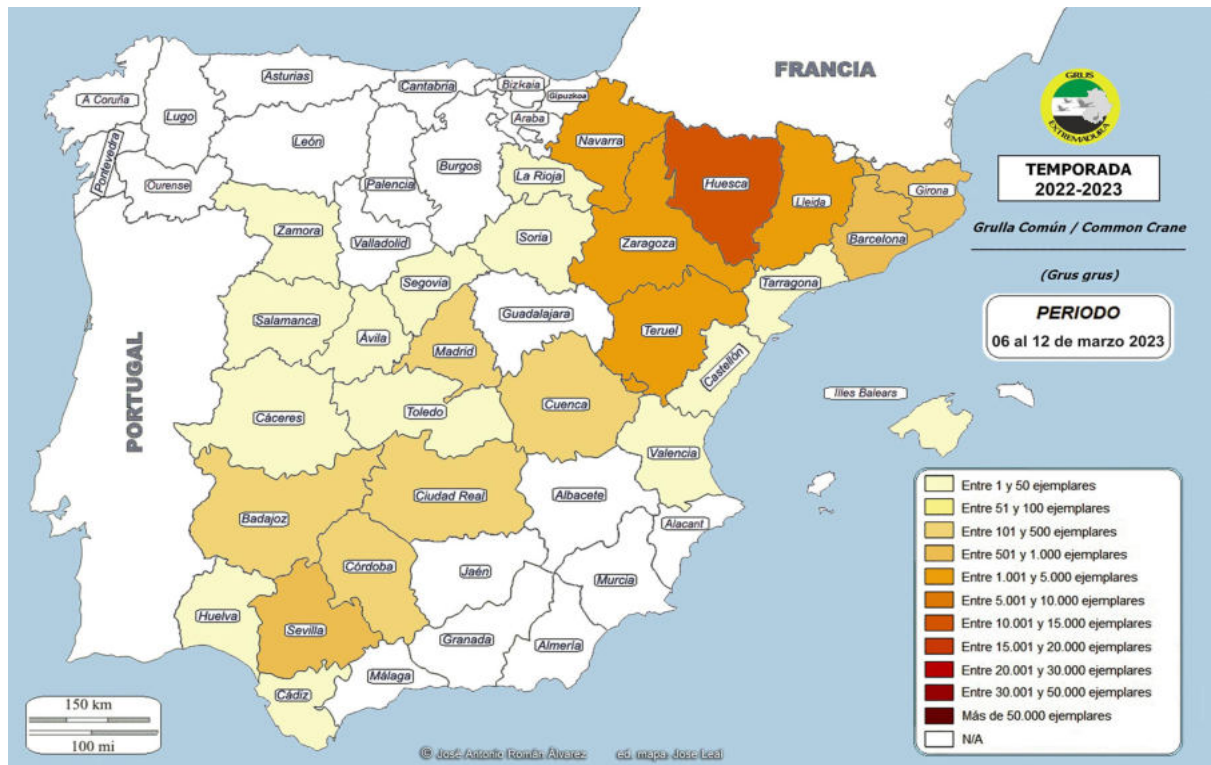 FRANCIA
Asturias
Cantabria
Bizkaia
Gipuzkoa
A Coruña
Lugo
Araba
Navarra
León
Burgos
Pontevedra
Ourense
Palencia
La Rioja
Huesca
Lleida
Girona
Zamora
Valladolid
Soria
Zaragoza
Barcelona
Segovia
Tarragona
Salamanca
Ávila
Guadalajara
Madrid
Teruel
Castellón
PORTUGAL
Cáceres
Toledo
Cuenca
Illes Balears
Valencia
Badajoz
Ciudad Real
Albacete
Alacant
Córdoba
Jaén
Murcia
Huelva
Sevilla
Granada
Almería
Málaga
Cádiz
GRUS
EXTREMADURA
TEMPORADA
2022-2023
Grulla Común / Common Crane
(Grus grus)
PERIODO
06 al 12 de marzo 2023
Entre 1 y 50 ejemplares
Entre 51 y 100 ejemplares
Entre 101 y 500 ejemplares
Entre 501 y 1.000 ejemplares
Entre 1.001 y 5.000 ejemplares
Entre 5.001 y 10.000 ejemplares
Entre 10.001 y 15.000 ejemplares
Entre 15.001 y 20.000 ejemplares
Entre 20.001 y 30.000 ejemplares
Entre 30.001 y 50.000 ejemplares
Más de 50.000 ejemplares
N/A
150 km
100 mi
© José Antonio Román Álvarez ed. mapa: Jose Leal